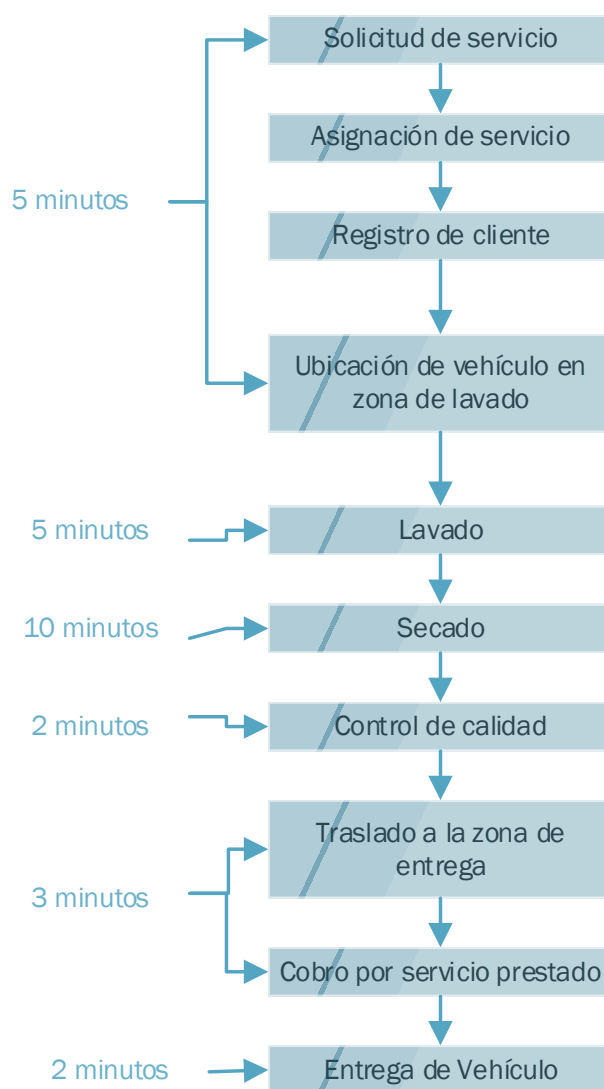 Solicitud de servicio
Asignación de servicio
5 minutos
Registro de cliente
Ubicación de vehículo en
zona de lavado
5 minutos
Lavado
10 minutos
Secado
2 minutos
Control de calidad
Traslado a la zona de
entrega
3 minutos
Cobro por servicio prestado
2 minutos
Entrega de Vehículo